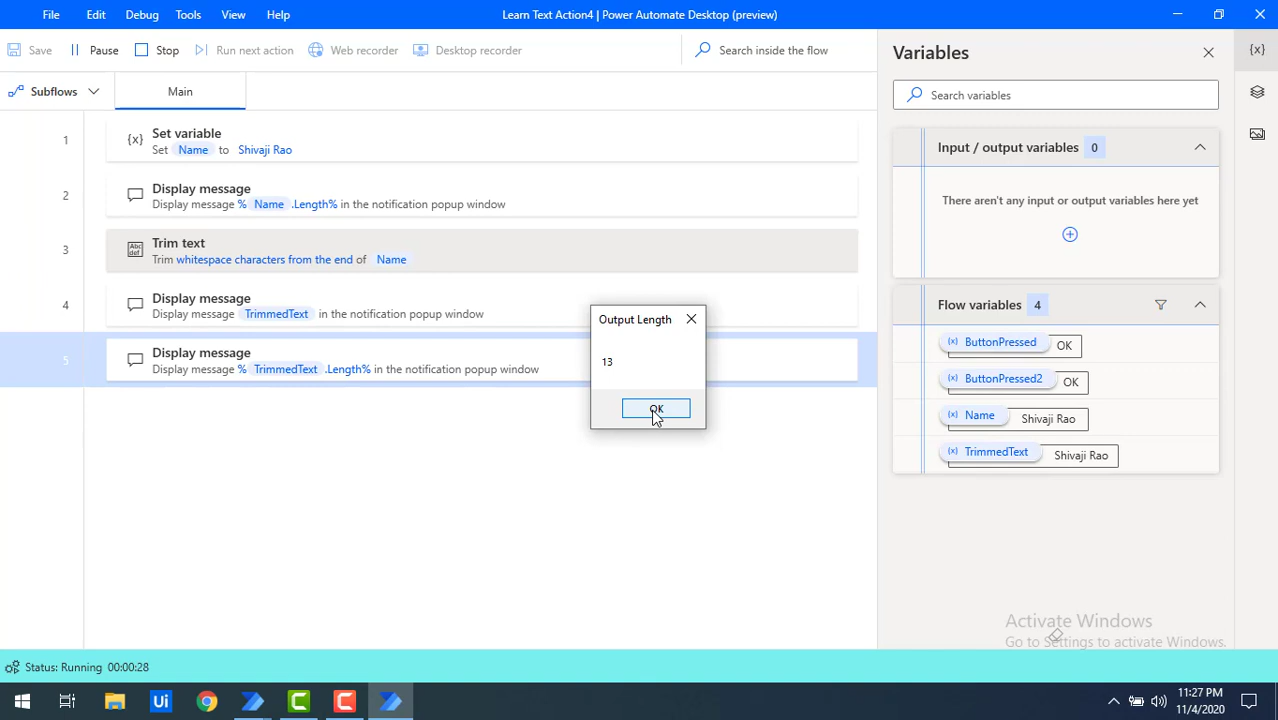 File Edit Debug Tools View Help Learn Text Action4 | Power Automate Desktop (preview)
Save Pause Stop Run next action Web recorder Desktop recorder Search inside the flow
Subflows Main
1 {x} Set variable
Set Name to Shivaji Rao
2 Display message
Display message % Name .Length% in the notification popup window
3 Abc def Trim text
Trim whitespace characters from the end of Name
4 Display message
Display message TrimmedText in the notification popup window
5 Display message
Display message % TrimmedText .Length% in the notification popup window
Output Length
13
OK
Variables {x}
Search variables
Input / output variables 0
There aren't any input or output variables here yet
Flow variables 4
(x) ButtonPressed OK
(x) ButtonPressed2 OK
(x) Name Shivaji Rao
(x) TrimmedText Shivaji Rao
Activate Windows
Go to Settings to activate Windows.
Status: Running 00:00:28
Ui
11:27 PM
11/4/2020